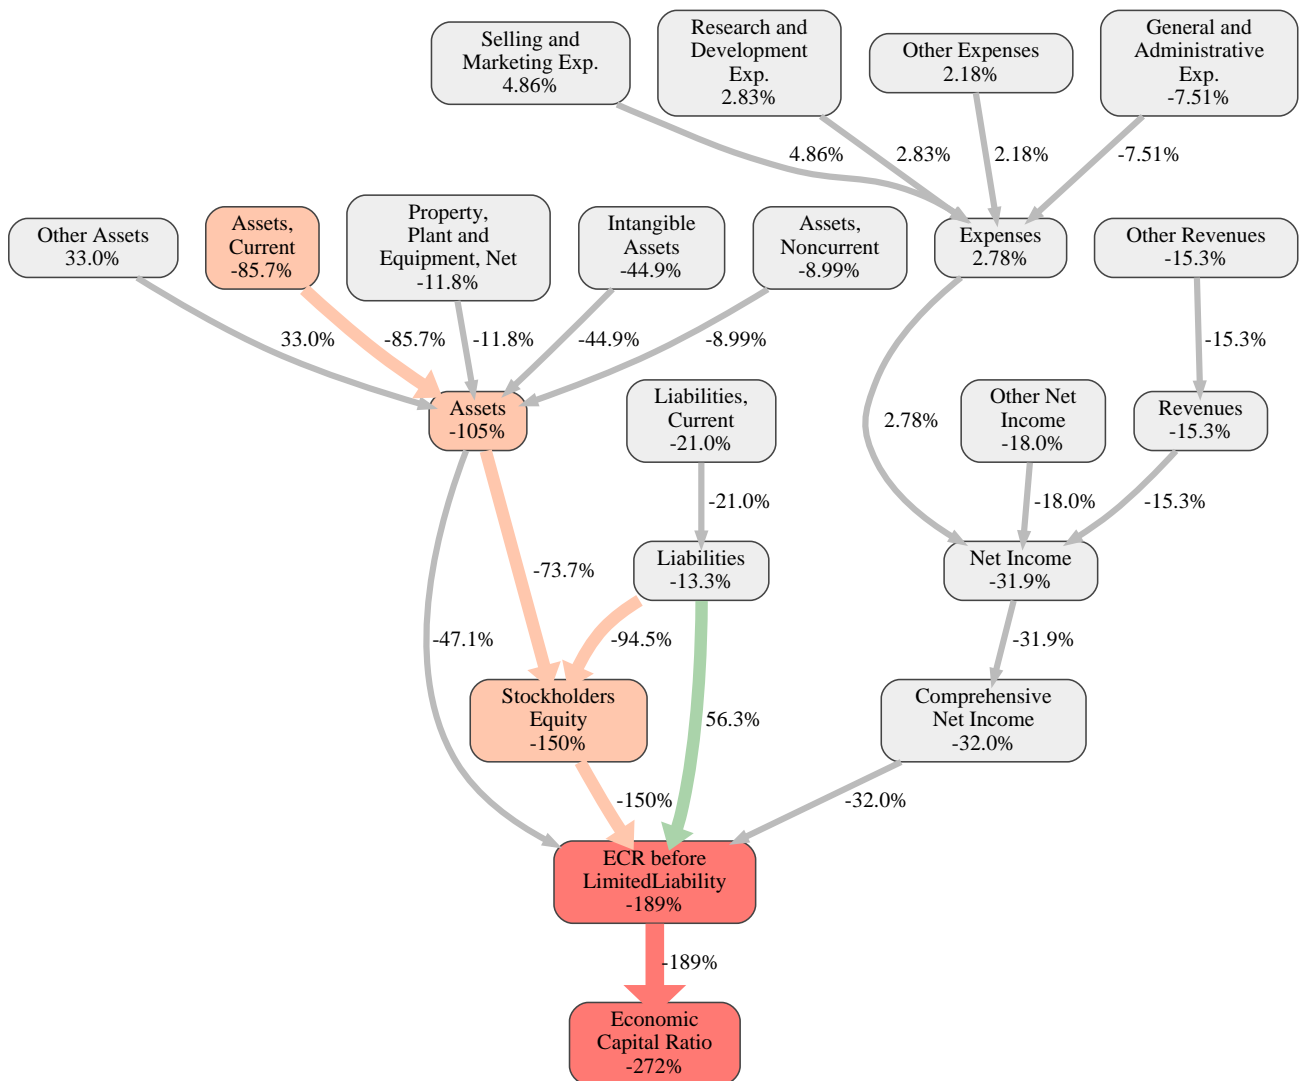 Selling and
Marketing Exp.
4.86%
Research and
Development
Exp.
2.83%
Other Expenses
2.18%
General and
Administrative
Exp.
-7.51%
4.86%
2.83%
2.18%
-7.51%
Other Assets
33.0%
Assets,
Current
-85.7%
Property,
Plant and
Equipment, Net
-11.8%
Intangible
Assets
-44.9%
Assets,
Noncurrent
-8.99%
Expenses
2.78%
Other Revenues
-15.3%
33.0%
-85.7%
-11.8%
-44.9%
-8.99%
-15.3%
Assets
-105%
Liabilities,
Current
-21.0%
2.78%
Other Net
Income
-18.0%
Revenues
-15.3%
-21.0%
-18.0%
-15.3%
-73.7%
Liabilities
-13.3%
Net Income
-31.9%
-47.1%
-94.5%
-31.9%
Stockholders
Equity
-150%
56.3%
Comprehensive
Net Income
-32.0%
-150%
-32.0%
ECR before
LimitedLiability
-189%
-189%
Economic
Capital Ratio
-272%